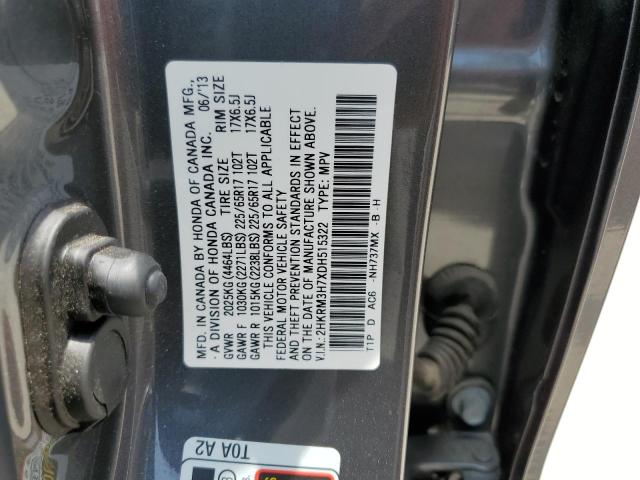 MFD. IN CANADA BY HONDA OF CANADA MFG.,
A DIVISION OF HONDA CANADA INC. 06/'13
GVWR 2025KG(4464LBS) TIRE SIZE RIM SIZE
GAWR F 1030KG(2271LBS) 225/65R17 102T 17X6.5J
GAWR R 1015KG(2238LBS) 225/65R17 102T 17X6.5J
THIS VEHICLE CONFORMS TO ALL APPLICABLE
FEDERAL MOTOR VEHICLE SAFETY
AND THEFT PREVENTION STANDARDS IN EFFECT
ON THE DATE OF MANUFACTURE SHOWN ABOVE.
V.I.N.: 2HKRM3H7XDH515322 TYPE: MPV
T1P D AC6 -NH737MX -B H
T0A A2